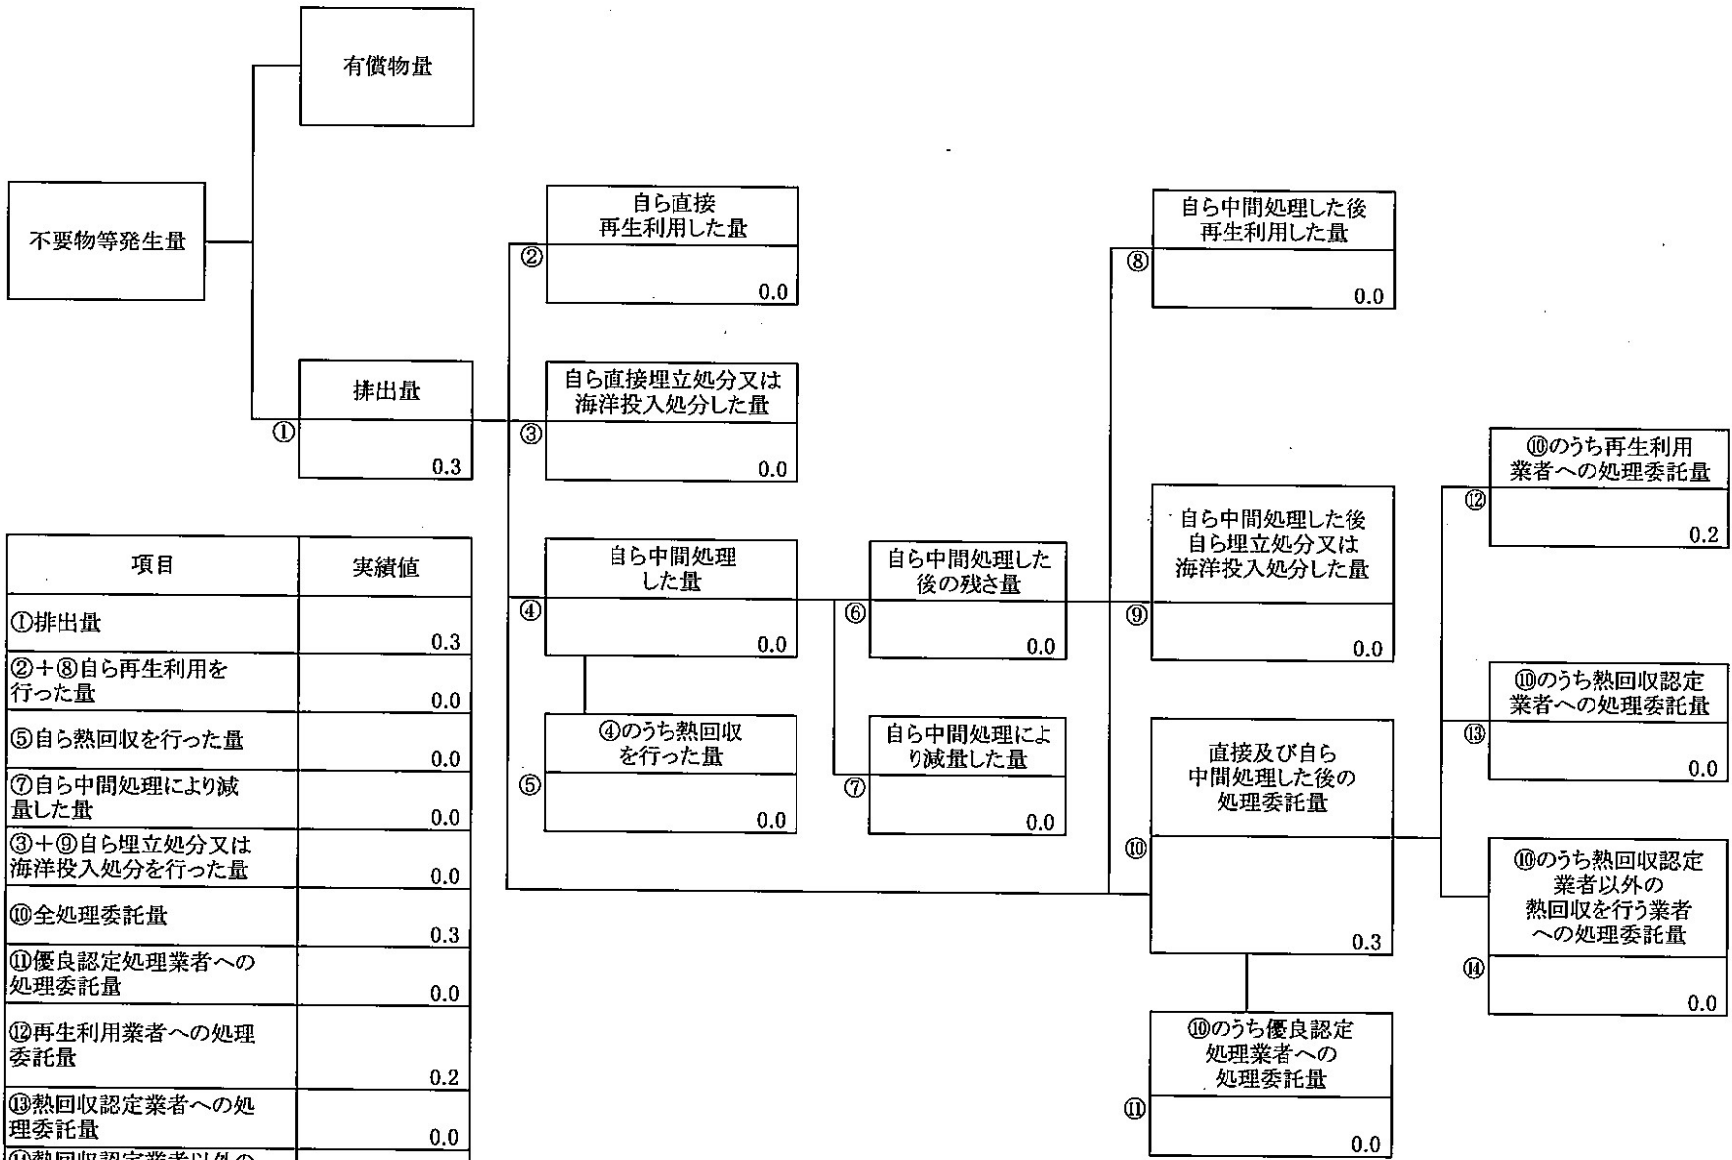 有償物量
不要物等発生量
排出量
①
0.3
自ら直接
再生利用した量
②
0.0
自ら直接埋立処分又は
海洋投入処分した量
③
0.0
自ら中間処理
した量
④
0.0
④のうち熱回収
を行った量
⑤
0.0
自ら中間処理した
後の残さ量
⑥
0.0
自ら中間処理によ
り減量した量
⑦
0.0
自ら中間処理した後
再生利用した量
⑧
0.0
自ら中間処理した後
自ら埋立処分又は
海洋投入処分した量
⑨
0.0
直接及び自ら
中間処理した後の
処理委託量
⑩
0.3
⑩のうち優良認定
処理業者への
処理委託量
⑪
0.0
⑩のうち再生利用
業者への処理委託量
⑫
0.2
⑩のうち熱回収認定
業者への処理委託量
⑬
0.0
⑩のうち熱回収認定
業者以外の
熱回収を行う業者
への処理委託量
⑭
0.0
項目 実績値
①排出量
0.3
②+⑧自ら再生利用を
行った量
0.0
⑤自ら熱回収を行った量
0.0
⑦自ら中間処理により減
量した量
0.0
③+⑨自ら埋立処分又は
海洋投入処分を行った量
0.0
⑩全処理委託量
0.3
⑪優良認定処理業者への
処理委託量
0.0
⑫再生利用業者への処理
委託量
0.2
⑬熱回収認定業者への処
理委託量
0.0
⑭熱回収認定業者以外の